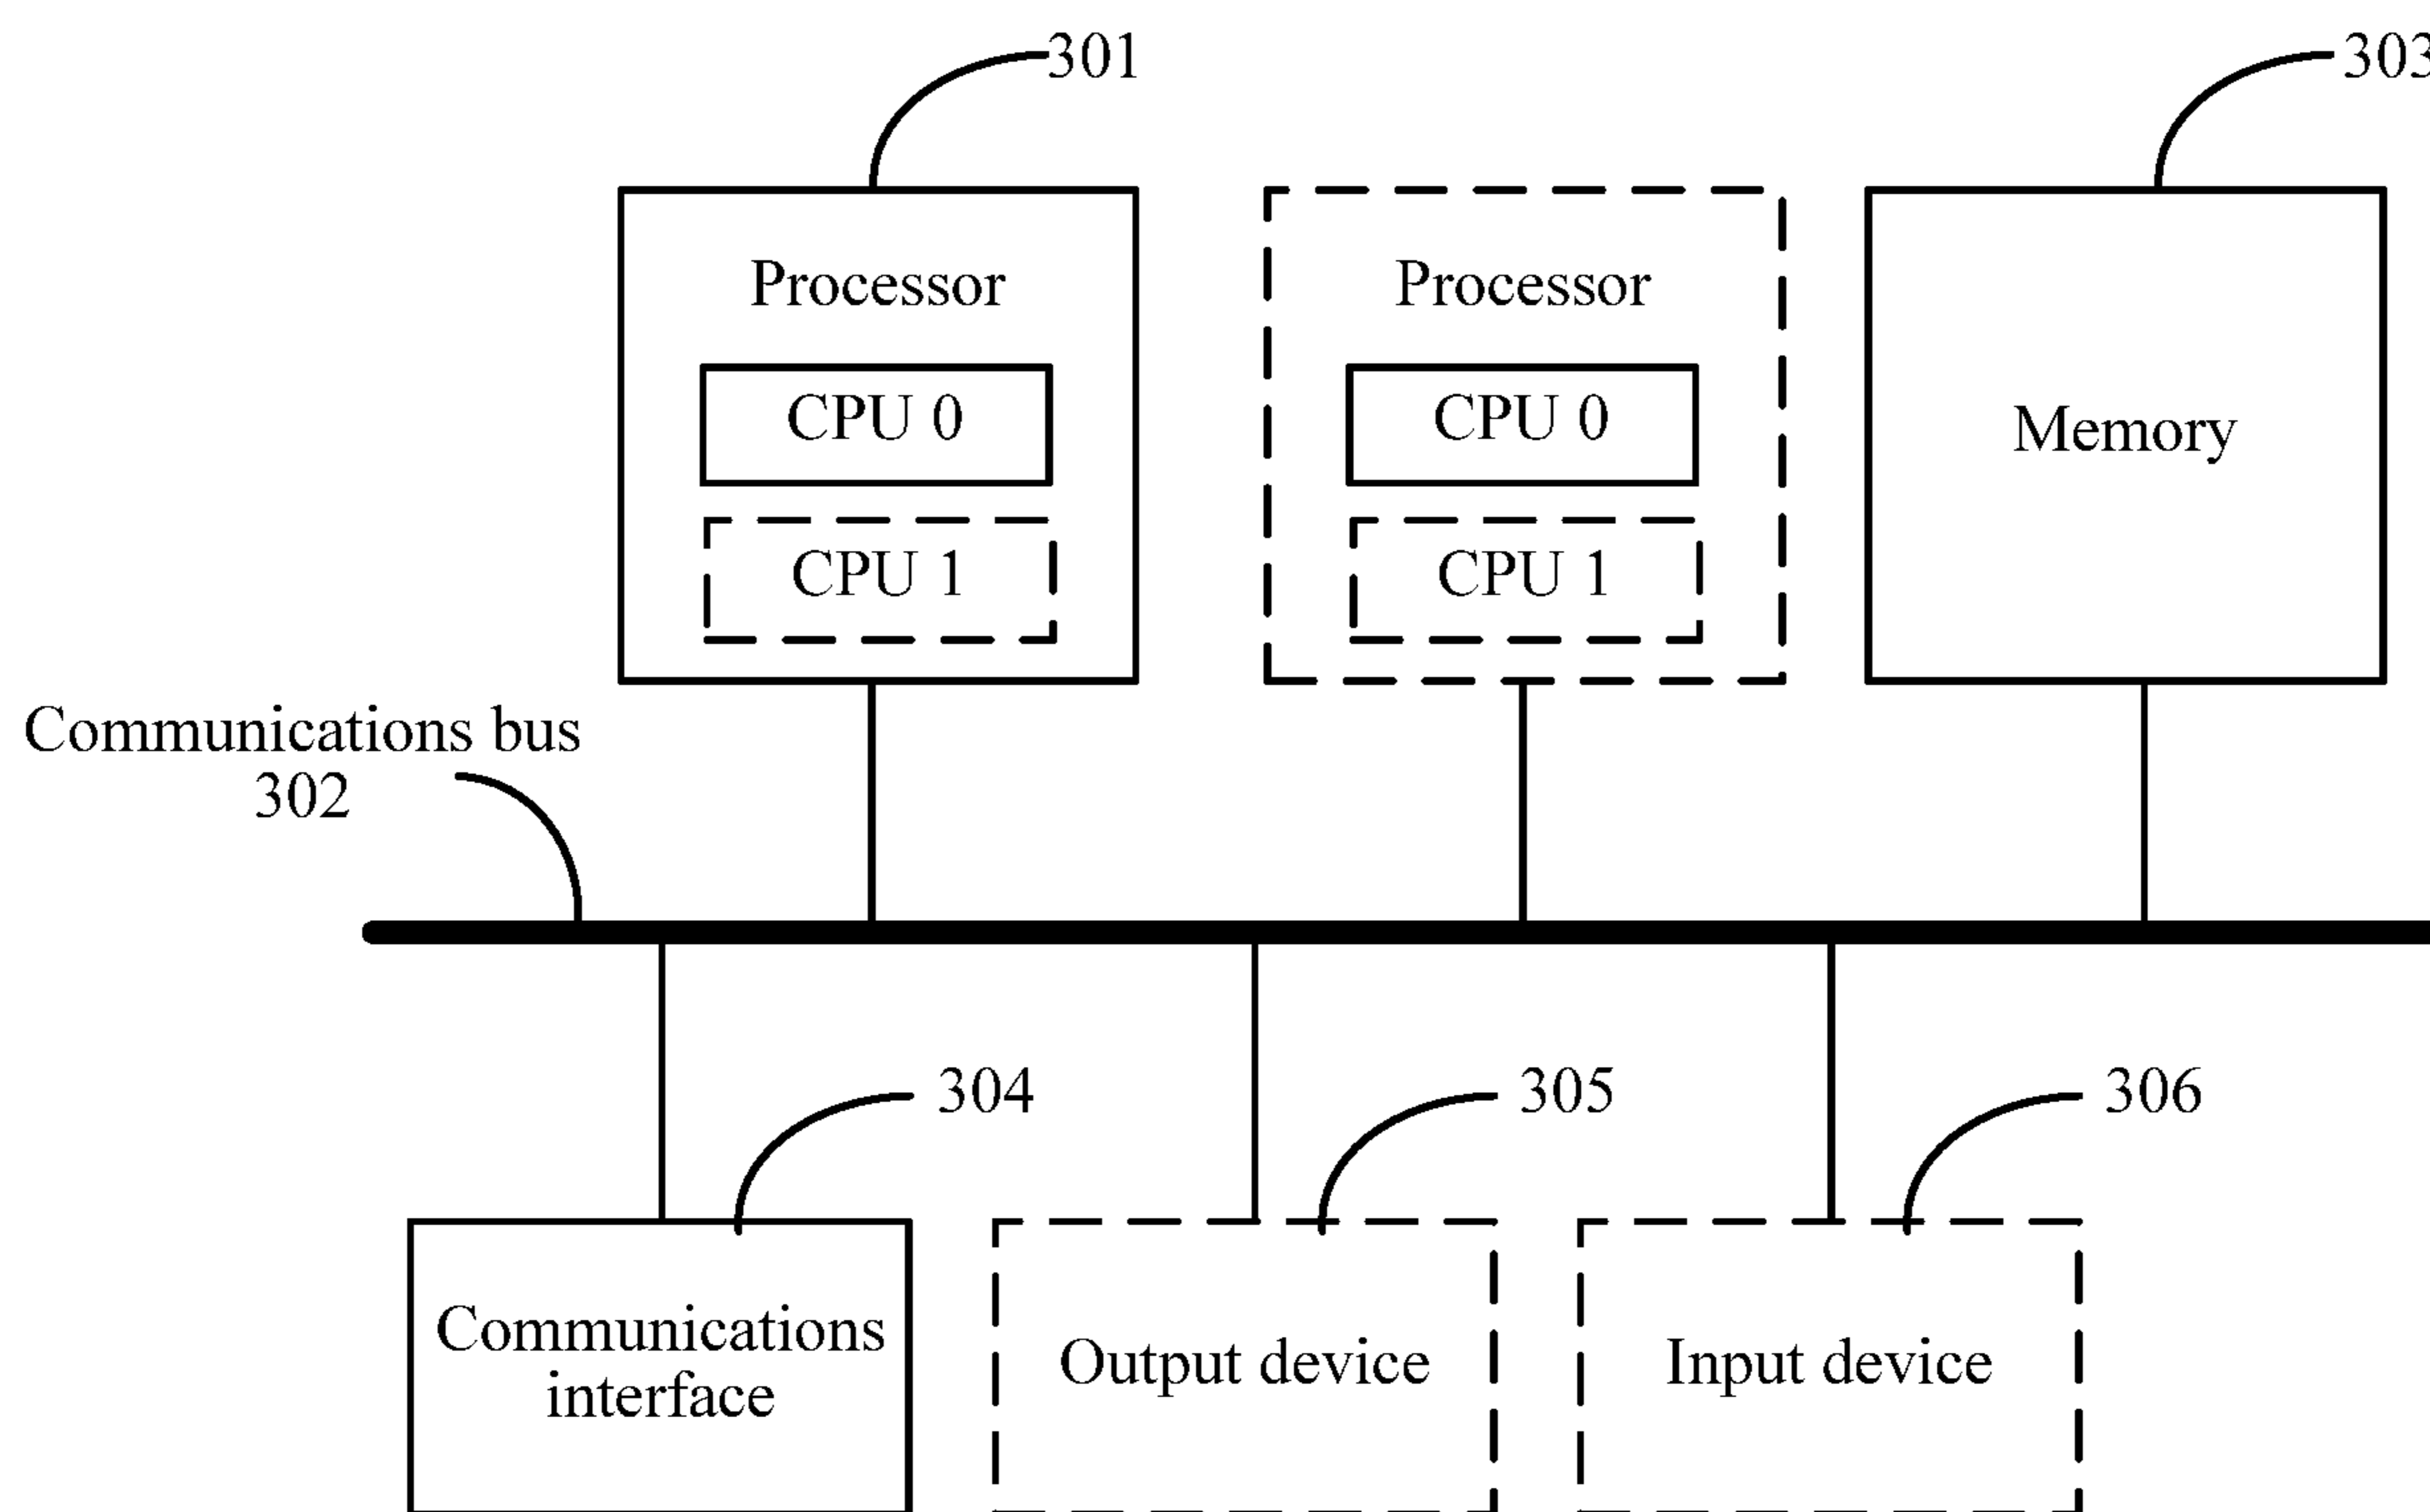 301
303
Processor
Processor
CPU 0
CPU 0
Memory
CPU 1
CPU 1
Communications bus
302
304
305
306
Communications
interface
Output device
Input device